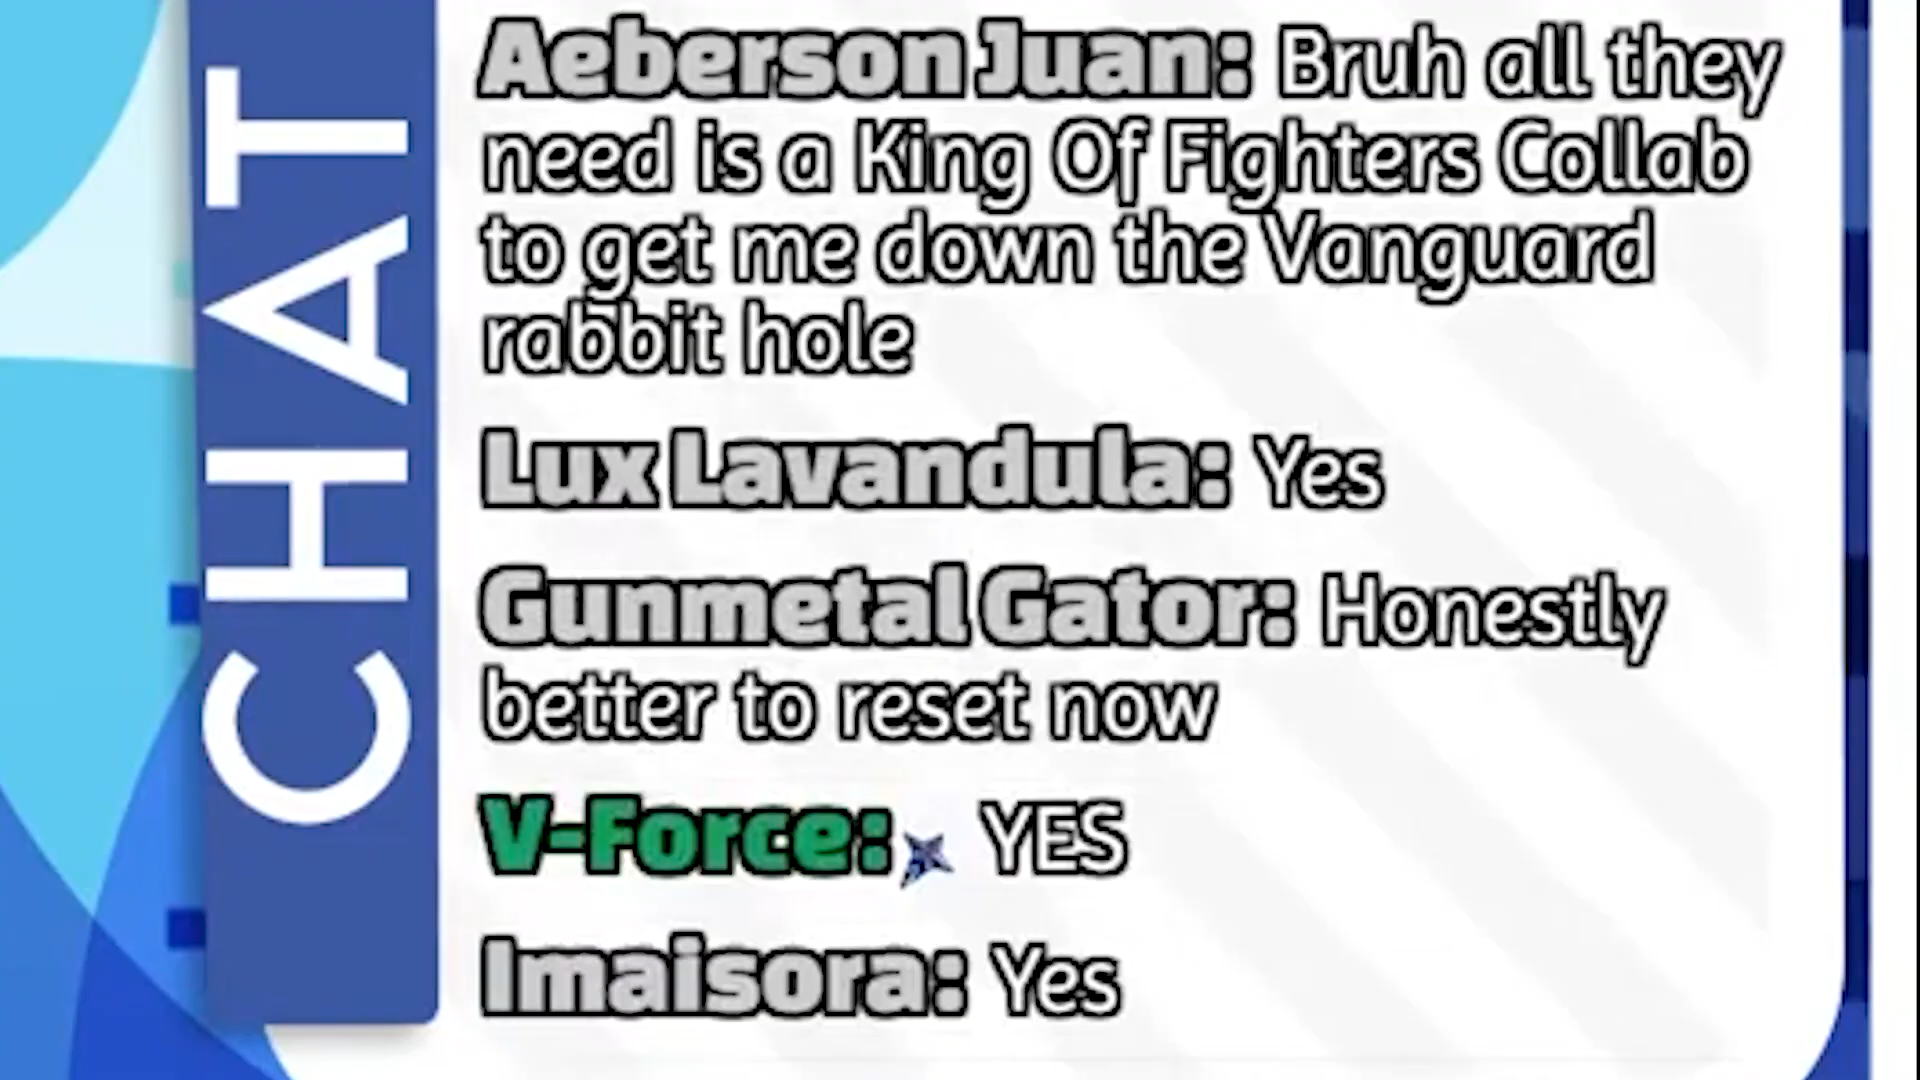 CHAT
Aeberson Juan: Bruh all they
need is a King Of Fighters Collab
to get me down the Vanguard
rabbit hole
Lux Lavandula: Yes
Gunmetal Gator: Honestly
better to reset now
V-Force: YES
Imaisora: Yes